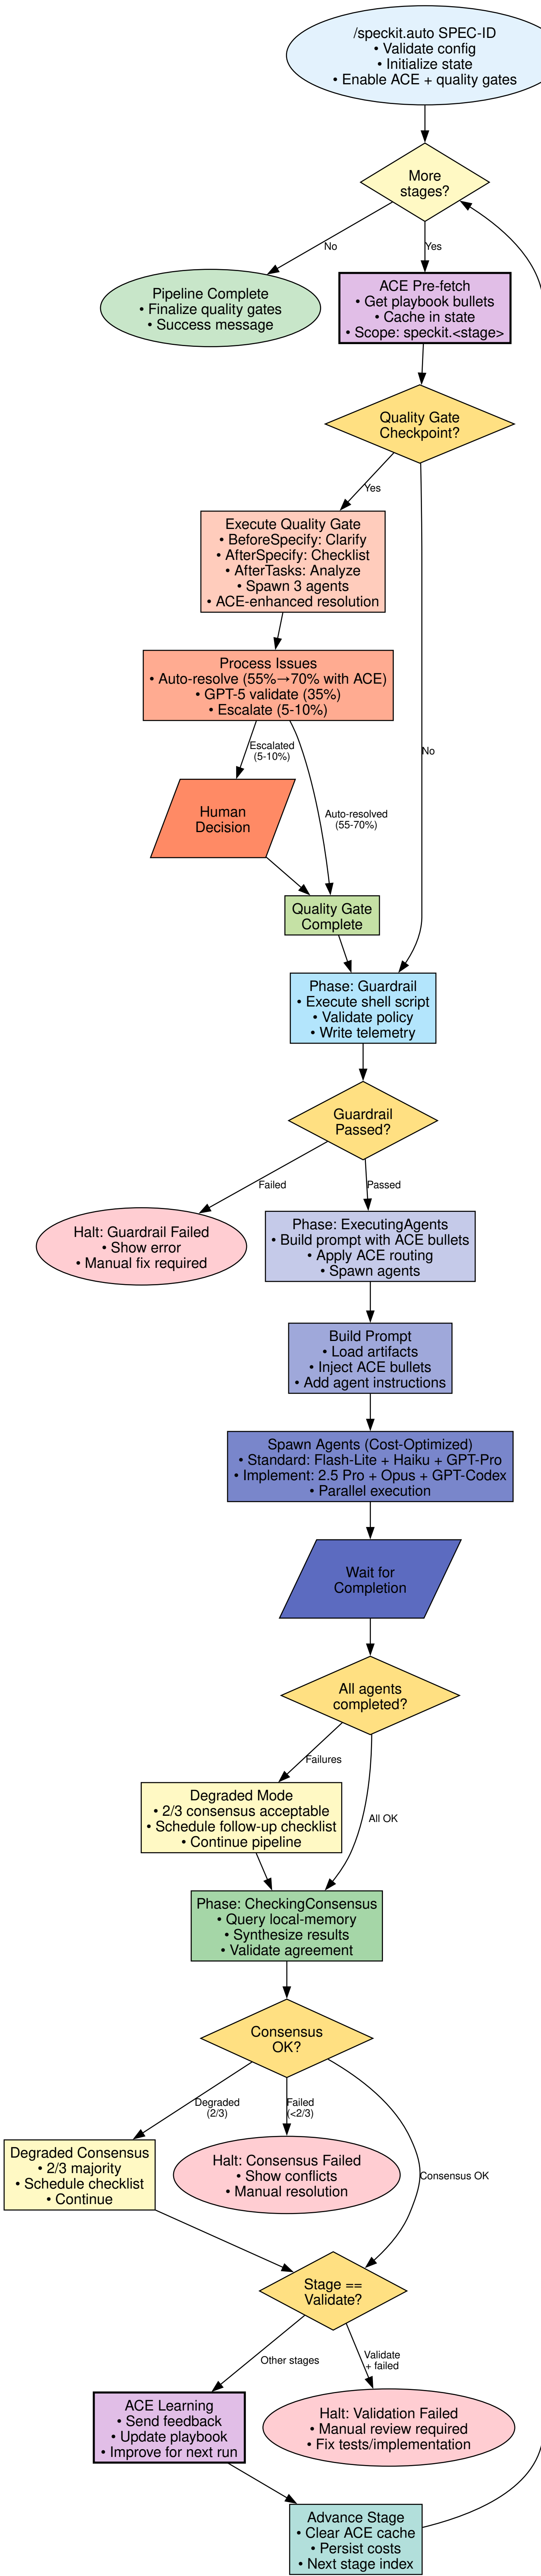 /speckit.auto SPEC-ID
• Validate config
• Initialize state
• Enable ACE + quality gates
More
stages?
No
Yes
Pipeline Complete
• Finalize quality gates
• Success message
ACE Pre-fetch
• Get playbook bullets
• Cache in state
• Scope: speckit.<stage>
Quality Gate
Checkpoint?
Yes
Execute Quality Gate
• BeforeSpecify: Clarify
• AfterSpecify: Checklist
• AfterTasks: Analyze
• Spawn 3 agents
• ACE-enhanced resolution
Process Issues
• Auto-resolve (55%→70% with ACE)
• GPT-5 validate (35%)
• Escalate (5-10%)
No
Escalated
(5-10%)
Human
Decision
Auto-resolved
(55-70%)
Quality Gate
Complete
Phase: Guardrail
• Execute shell script
• Validate policy
• Write telemetry
Guardrail
Passed?
Failed
Passed
Halt: Guardrail Failed
• Show error
• Manual fix required
Phase: ExecutingAgents
• Build prompt with ACE bullets
• Apply ACE routing
• Spawn agents
Build Prompt
• Load artifacts
• Inject ACE bullets
• Add agent instructions
Spawn Agents (Cost-Optimized)
• Standard: Flash-Lite + Haiku + GPT-Pro
• Implement: 2.5 Pro + Opus + GPT-Codex
• Parallel execution
Wait for
Completion
All agents
completed?
Failures
Degraded Mode
• 2/3 consensus acceptable
• Schedule follow-up checklist
• Continue pipeline
All OK
Phase: CheckingConsensus
• Query local-memory
• Synthesize results
• Validate agreement
Consensus
OK?
Degraded
(2/3)
Failed
(<2/3)
Degraded Consensus
• 2/3 majority
• Schedule checklist
• Continue
Halt: Consensus Failed
• Show conflicts
• Manual resolution
Consensus OK
Stage ==
Validate?
Other stages
Validate
+ failed
ACE Learning
• Send feedback
• Update playbook
• Improve for next run
Halt: Validation Failed
• Manual review required
• Fix tests/implementation
Advance Stage
• Clear ACE cache
• Persist costs
• Next stage index